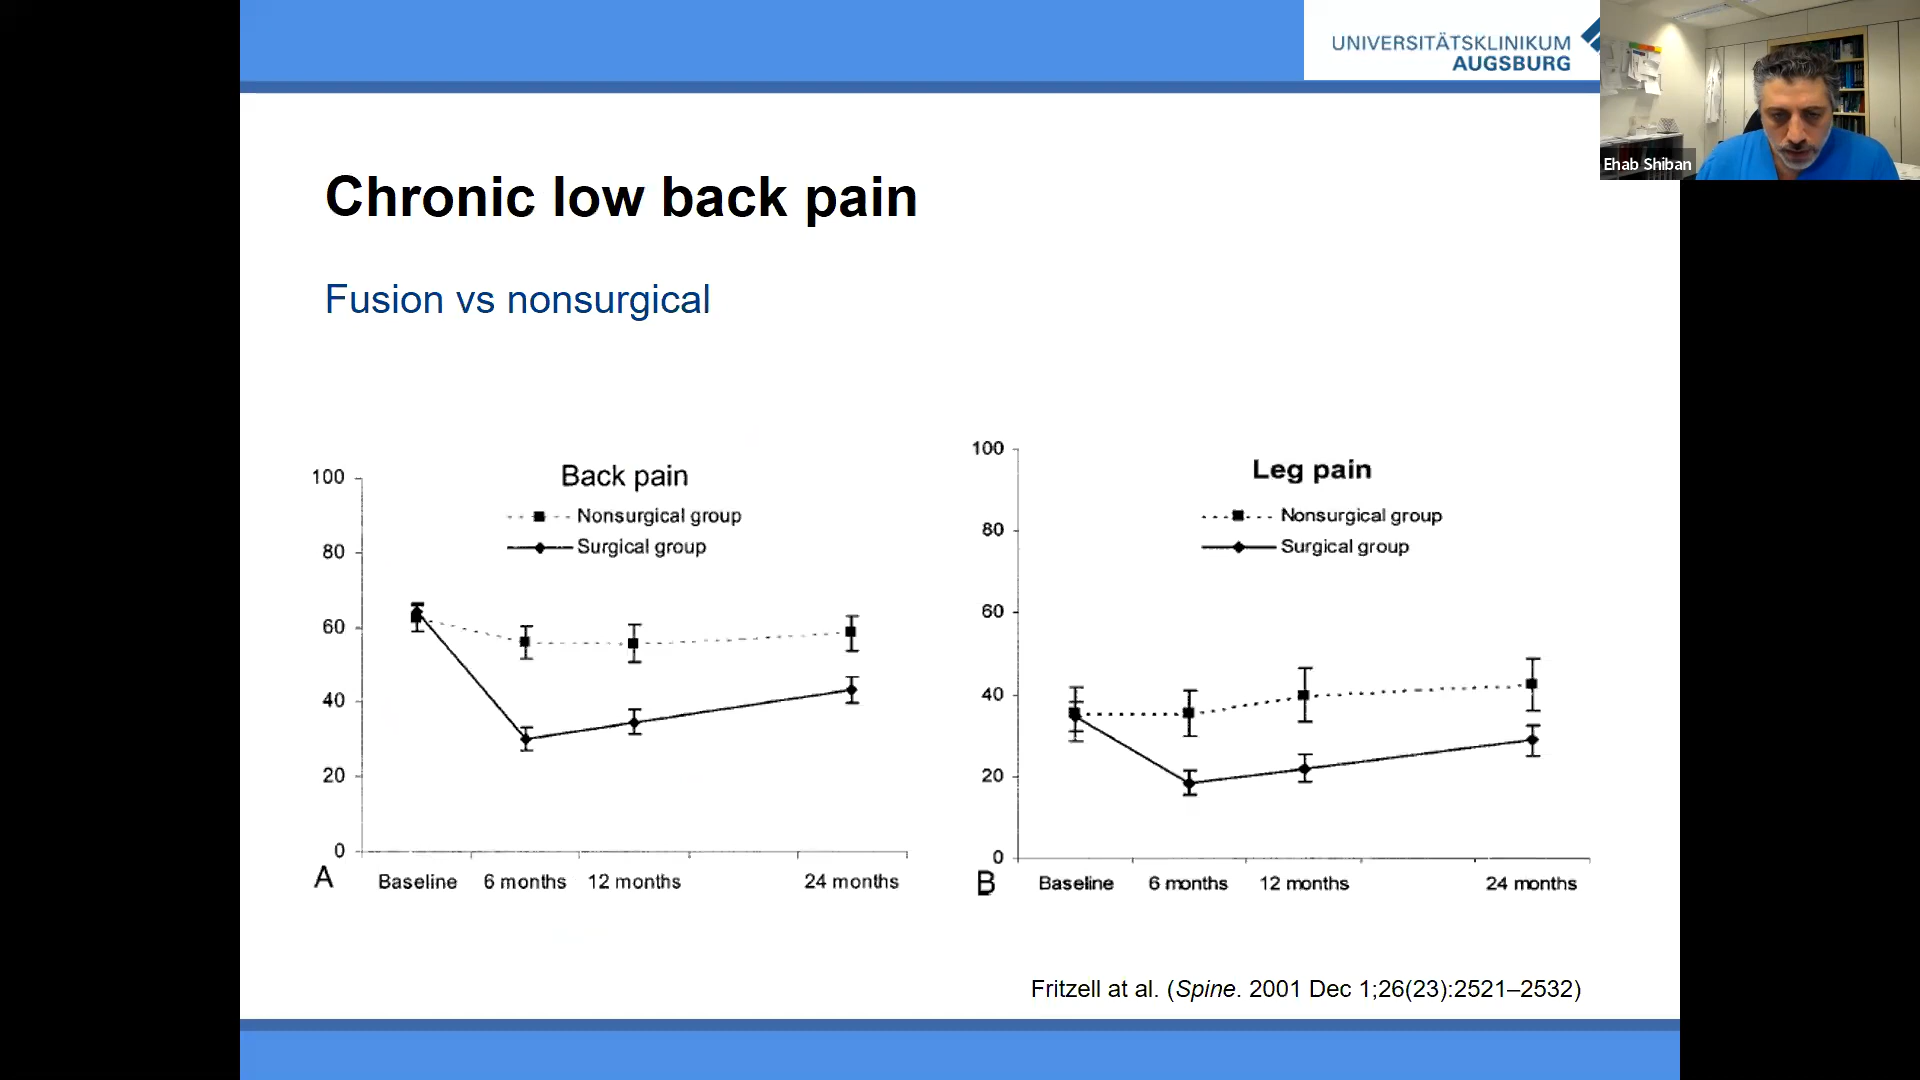 UNIVERSITÄTSKLINIKUM
AUGSBURG
Ehab Shiban
Chronic low back pain
Fusion vs nonsurgical
Back pain
Nonsurgical group
Surgical group
100
80
60
40
20
0
A
Baseline 6 months 12 months 24 months
Leg pain
Nonsurgical group
Surgical group
100
80
60
40
20
0
B
Baseline 6 months 12 months 24 months
Fritzell at al. (Spine. 2001 Dec 1;26(23):2521–2532)